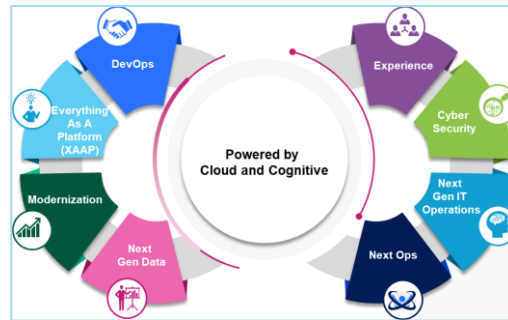 DevOps
Everything
As A
Platform
(XAAP)
Modernization
Next
Gen Data
Powered by
Cloud and Cognitive
Experience
Cyber
Security
Next
Gen IT
Operations
Next Ops